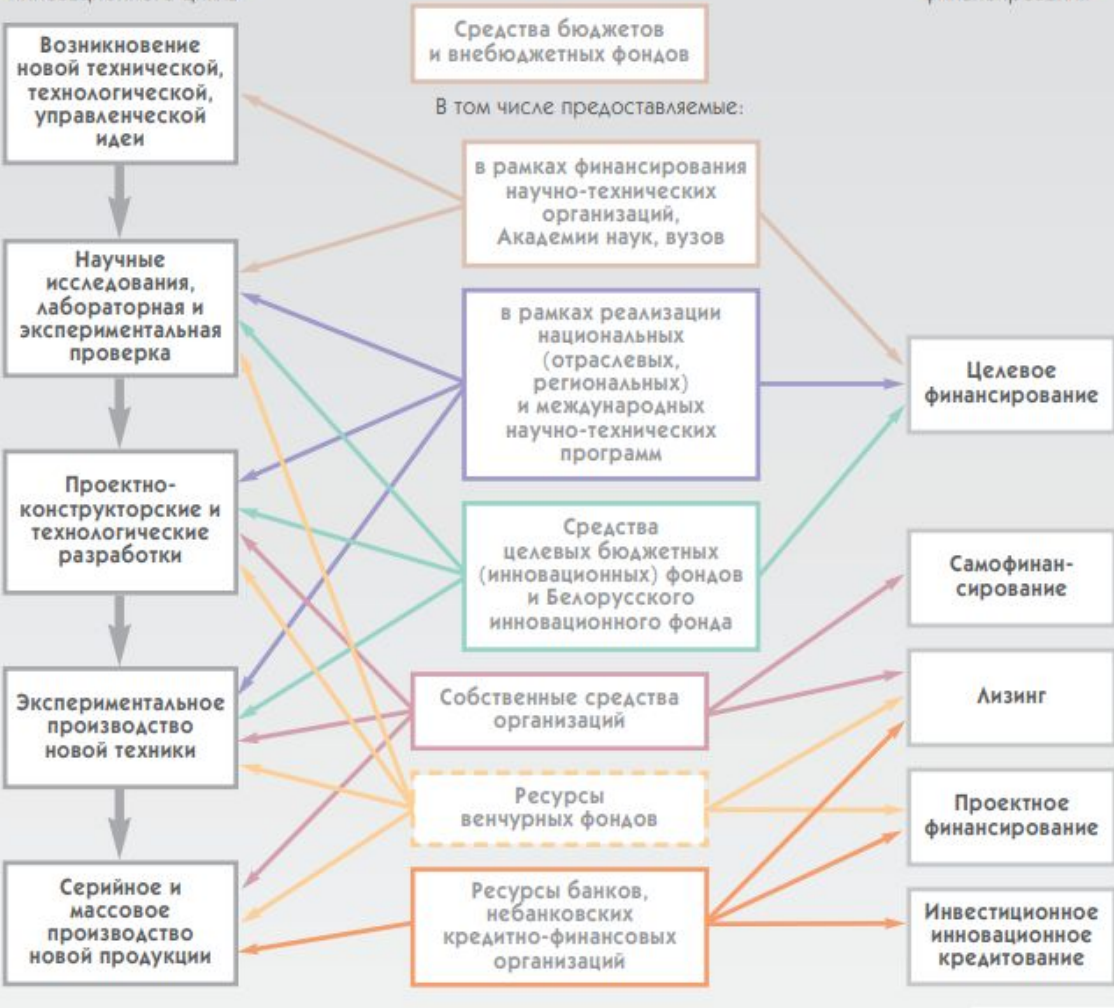 Средства бюджетов
и внебюджетных фондов
В том числе предоставляемые:
Возникновение
новой технической,
технологической,
управленческой
идеи
Научные
исследования,
лабораторная и
экспериментальная
проверка
Проектно-
конструкторские и
технологические
разработки
Экспериментальное
производство
новой техники
Серийное и
массовое
производство
новой продукции
в рамках финансирования
научно-технических
организаций,
Академии наук, вузов
в рамках реализации
национальных
(отраслевых,
региональных)
и международных
научно-технических
программ
Средства
целевых бюджетных
(инновационных) фондов
и Белорусского
инновационного фонда
Собственные средства
организаций
Ресурсы
венчурных фондов
Ресурсы банков,
небанковских
кредитно-финансовых
организаций
Целевое
финансирование
Самофинан-
сирование
Лизинг
Проектное
финансирование
Инвестиционное
инновационное
кредитование